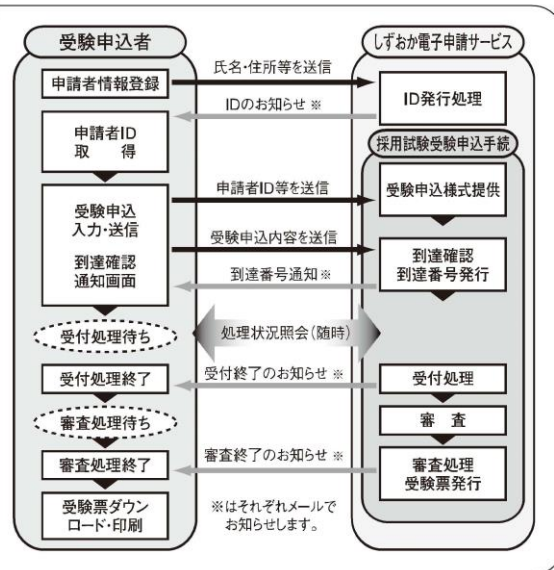 受験申込者
申請者情報登録
申請者ID
取　得
受験申込
入力・送信
到達確認
通知画面
受付処理待ち
受付処理終了
審査処理待ち
審査処理終了
受験票ダウン
ロード・印刷
氏名・住所等を送信
IDのお知らせ ※
申請者ID等を送信
受験申込内容を送信
到達番号通知 ※
処理状況照会(随時)
受付終了のお知らせ ※
審査終了のお知らせ ※
※はそれぞれメールで
お知らせします。
しずおか電子申請サービス
ID発行処理
採用試験受験申込手続
受験申込様式提供
到達確認
到達番号発行
受付処理
審　査
審査処理
受験票発行